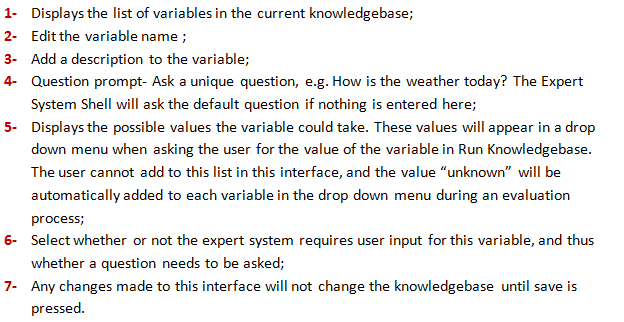 1- Displays the list of variables in the current knowledgebase;
2- Edit the variable name ;
3- Add a description to the variable;
4- Question prompt- Ask a unique question, e.g. How is the weather today? The Expert
System Shell will ask the default question if nothing is entered here;
5- Displays the possible values the variable could take. These values will appear in a drop
down menu when asking the user for the value of the variable in Run Knowledgebase.
The user cannot add to this list in this interface, and the value “unknown” will be
automatically added to each variable in the drop down menu during an evaluation
process;
6- Select whether or not the expert system requires user input for this variable, and thus
whether a question needs to be asked;
7- Any changes made to this interface will not change the knowledgebase until save is
pressed.